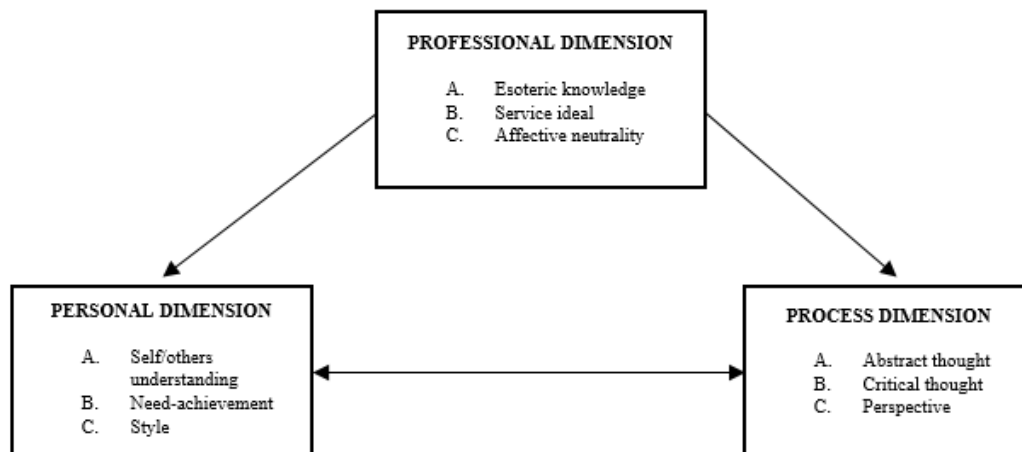 PROFESSIONAL DIMENSION
A. Esoteric knowledge
B. Service ideal
C. Affective neutrality
PERSONAL DIMENSION
A. Self/others
understanding
B. Need-achievement
C. Style
PROCESS DIMENSION
A. Abstract thought
B. Critical thought
C. Perspective